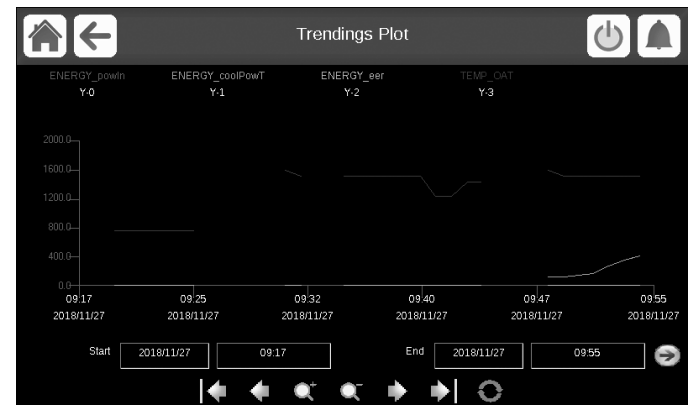 Trendings Plot
ENERGY_powIn ENERGY_coolPowT ENERGY_eer TEMP_OAT
Y-0 Y-1 Y-2 Y-3
2000.0
1600.0
1200.0
800.0
400.0
0.0
09:17 09:25 09:32 09:40 09:47 09:55
2018/11/27 2018/11/27 2018/11/27 2018/11/27 2018/11/27 2018/11/27
Start 2018/11/27 09:17 End 2018/11/27 09:55